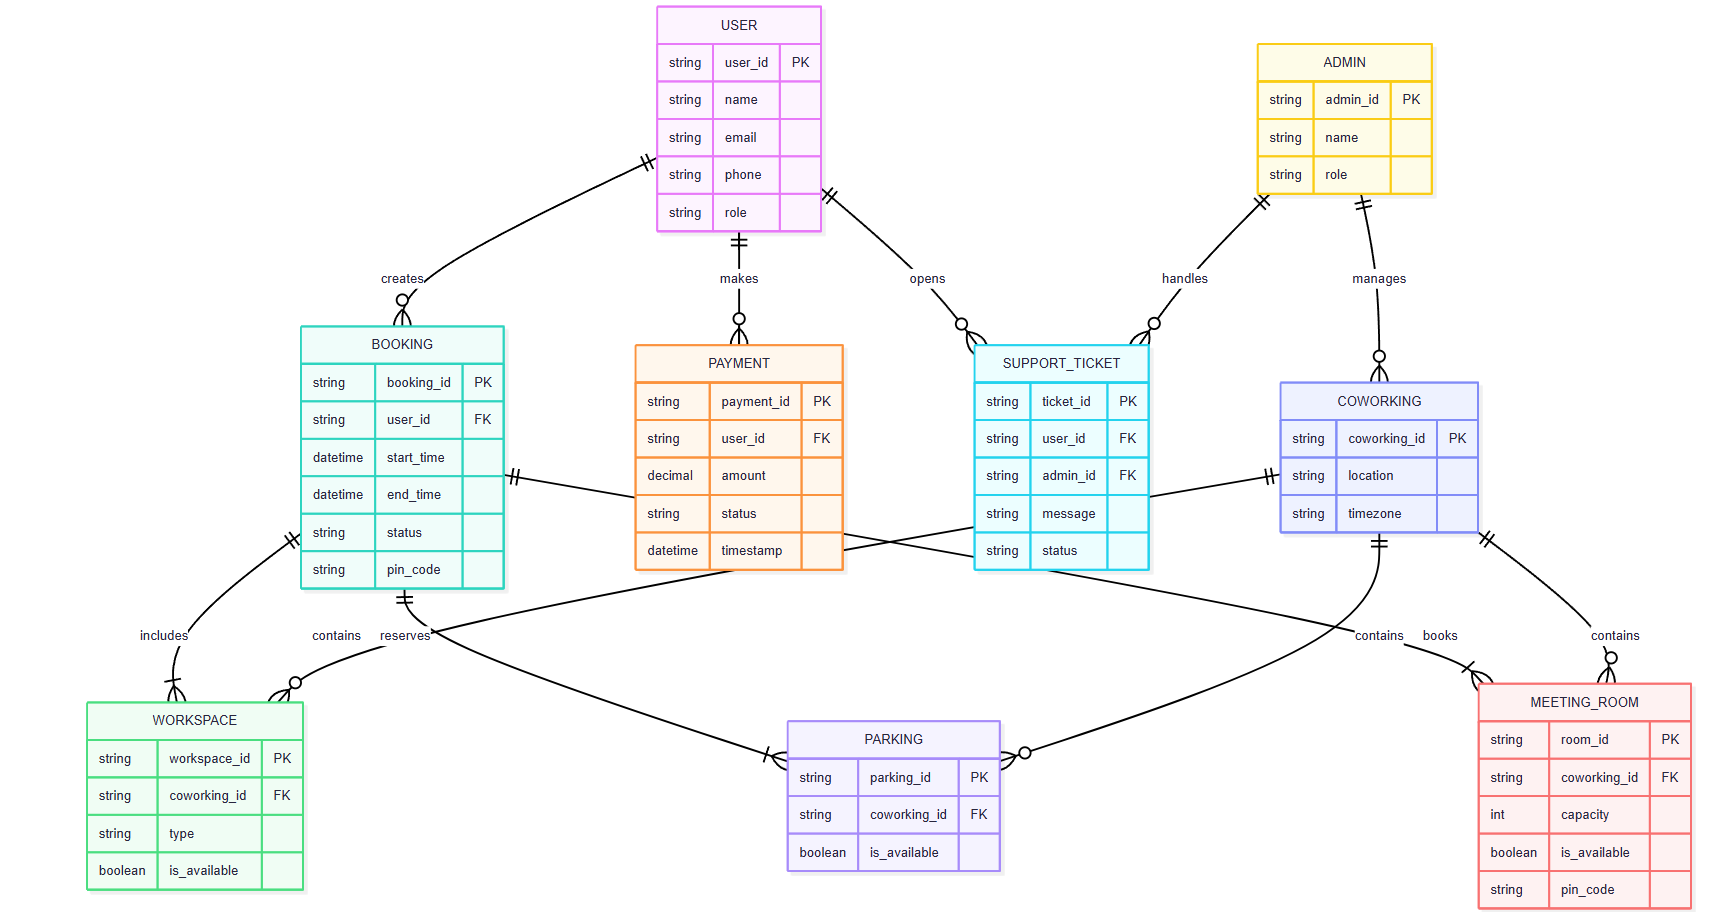 USER
string user_id PK
string name
string email
string phone
string role
ADMIN
string admin_id PK
string name
string role
creates
makes
opens
handles
manages
BOOKING
string booking_id PK
string user_id FK
datetime start_time
datetime end_time
string status
string pin_code
PAYMENT
string payment_id PK
string user_id FK
decimal amount
string status
datetime timestamp
SUPPORT_TICKET
string ticket_id PK
string user_id FK
string admin_id FK
string message
string status
COWORKING
string coworking_id PK
string location
string timezone
includes
contains
reserves
contains
books
contains
WORKSPACE
string workspace_id PK
string coworking_id FK
string type
boolean is_available
PARKING
string parking_id PK
string coworking_id FK
boolean is_available
MEETING_ROOM
string room_id PK
string coworking_id FK
int capacity
boolean is_available
string pin_code